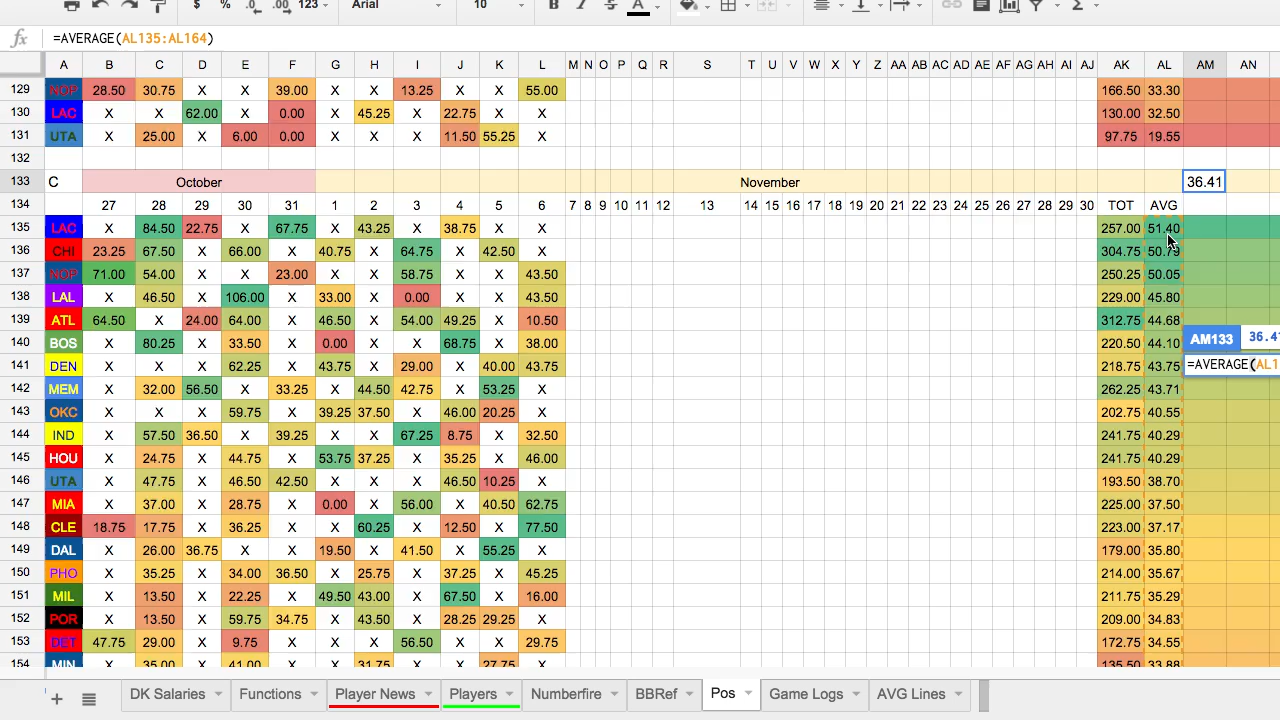 $ % .0 .00 123 Arial 10 B I S A Σ
fx =AVERAGE(AL135:AL164)
A B C D E F G H I J K L M N O P Q R S T U V W X Y Z AA AB AC AD AE AF AG AH AI AJ AK AL AM AN
129 NOP 28.50 30.75 X X 39.00 X X 13.25 X X 55.00 166.50 33.30
130 LAC X X 62.00 X 0.00 X 45.25 X 22.75 X X 130.00 32.50
131 UTA X 25.00 X 6.00 0.00 X X X 11.50 55.25 X 97.75 19.55
132
133 C October November 36.41
134 27 28 29 30 31 1 2 3 4 5 6 7 8 9 10 11 12 13 14 15 16 17 18 19 20 21 22 23 24 25 26 27 28 29 30 TOT AVG
135 LAC X 84.50 22.75 X 67.75 X 43.25 X 38.75 X X 257.00 51.40
136 CHI 23.25 67.50 X 66.00 X 40.75 X 64.75 X 42.50 X 304.75
137 NOP 71.00 54.00 X X 23.00 X X 58.75 X X 43.50 250.25 50.05
138 LAL X 46.50 X 106.00 X 33.00 X 0.00 X X 43.50 229.00 45.80
139 ATL 64.50 X 24.00 64.00 X 46.50 X 54.00 49.25 X 10.50 312.75 44.68
140 BOS X 80.25 X 33.50 X 0.00 X X 68.75 X 38.00 220.50 44.10 AM133
141 DEN X X X 62.25 X 43.75 X 29.00 X 40.00 43.75 218.75 43.75 =AVERAGE(
142 MEM X 32.00 56.50 X 33.25 X 44.50 42.75 X 53.25 X 262.25 43.71
143 OKC X X X 59.75 X 39.25 37.50 X 46.00 20.25 X 202.75 40.55
144 IND X 57.50 36.50 X 39.25 X X 67.25 8.75 X 32.50 241.75 40.29
145 HOU X 24.75 X 44.75 X 53.75 37.25 X 35.25 X 46.00 241.75 40.29
146 UTA X 47.75 X 46.50 42.50 X X X 46.50 10.25 X 193.50 38.70
147 MIA X 37.00 X 28.75 X 0.00 X 56.00 X 40.50 62.75 225.00 37.50
148 CLE 18.75 17.75 X 36.25 X X 60.25 X 12.50 X 77.50 223.00 37.17
149 DAL X 26.00 36.75 X X 19.50 X 41.50 X 55.25 X 179.00 35.80
150 PHO X 35.25 X 34.00 36.50 X 25.75 X 37.25 X 45.25 214.00 35.67
151 MIL X 13.50 X 22.25 X 49.50 43.00 X 67.50 X 16.00 211.75 35.29
152 POR X 13.50 X 59.75 34.75 X 43.50 X 28.25 29.25 X 209.00 34.83
153 DET 47.75 29.00 X 9.75 X X X 56.50 X X 29.75 172.75 34.55
154 MIN X 35.00 X 41.00 X X 31.75 X X 27.75 X 135.50 33.88
DK Salaries Functions Player News Players Numberfire BBRef Pos Game Logs AVG Lines